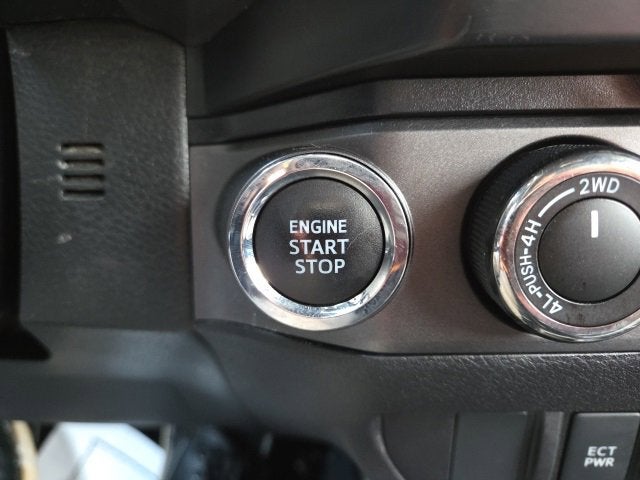 ENGINE
START
STOP
2WD
4L-PUSH-4H
ECT
PWR